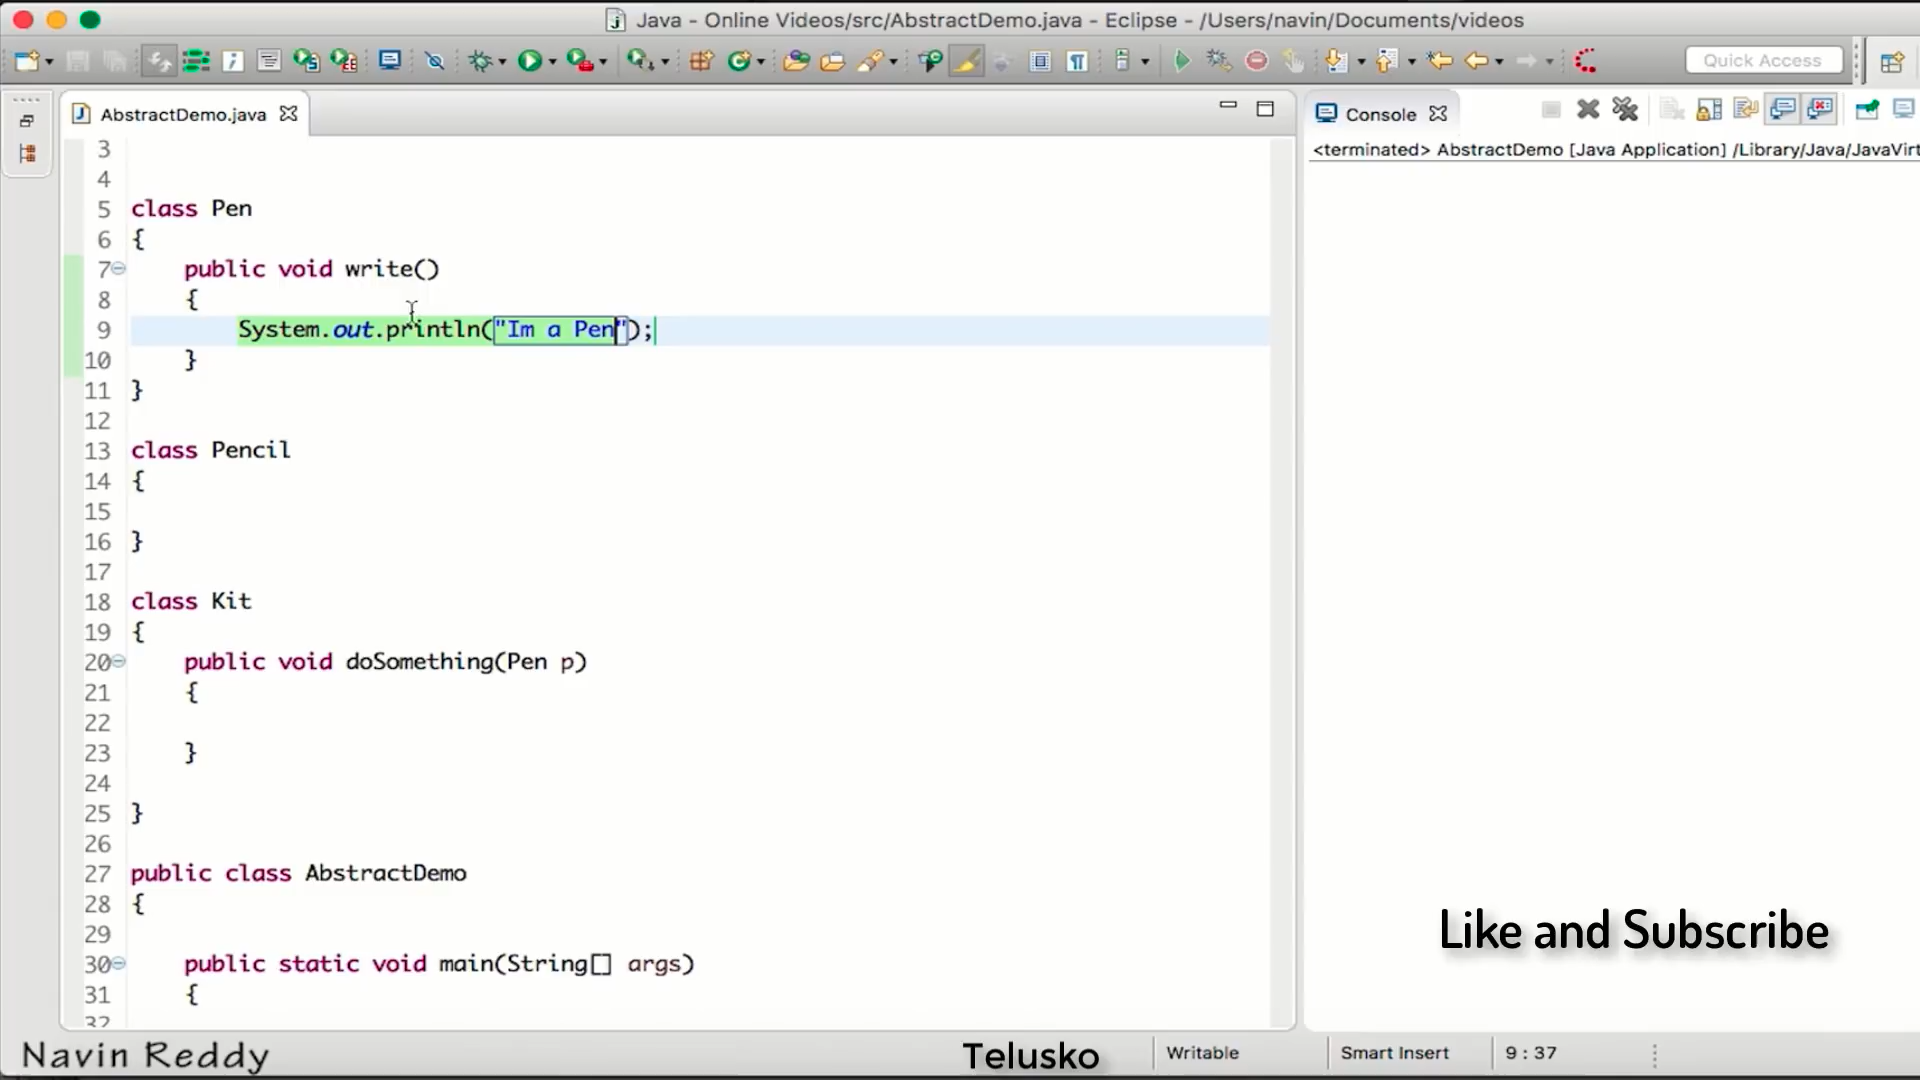 Java - Online Videos/src/AbstractDemo.java - Eclipse - /Users/navin/Documents/videos
Quick Access
AbstractDemo.java
3
4
5 class Pen
6 {
7 public void write()
8 {
9 System.out.println("Im a Pen");
10 }
11 }
12
13 class Pencil
14 {
15
16 }
17
18 class Kit
19 {
20 public void doSomething(Pen p)
21 {
22
23 }
24
25 }
26
27 public class AbstractDemo
28 {
29
30 public static void main(String[] args)
31 {
32
Console
<terminated> AbstractDemo [Java Application] /Library/Java/JavaVirt
Like and Subscribe
Navin Reddy
Telusko
Writable
Smart Insert
9 : 37